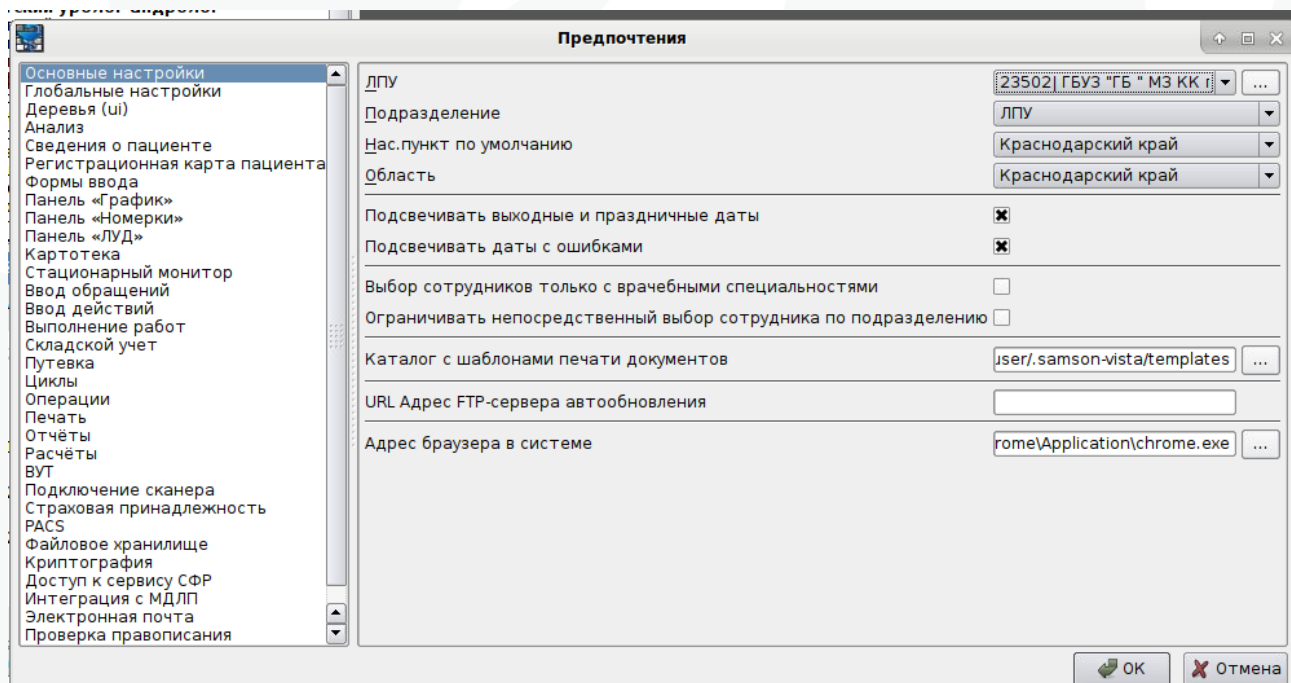 Предпочтения
Основные настройки
Глобальные настройки
Деревья (ui)
Анализ
Сведения о пациенте
Регистрационная карта пациента
Формы ввода
Панель «График»
Панель «Номерки»
Панель «ЛУД»
Картотека
Стационарный монитор
Ввод обращений
Ввод действий
Выполнение работ
Складской учет
Путевка
Циклы
Операции
Печать
Отчёты
Расчёты
ВУТ
Подключение сканера
Страховая принадлежность
PACS
Файловое хранилище
Криптография
Доступ к сервису СФР
Интеграция с МДЛП
Электронная почта
Проверка правописания
ЛПУ 23502| ГБУЗ "ГБ " МЗ КК ...
Подразделение ЛПУ
Нас.пункт по умолчанию Краснодарский край
Область Краснодарский край
Подсвечивать выходные и праздничные даты
Подсвечивать даты с ошибками
Выбор сотрудников только с врачебными специальностями
Ограничивать непосредственный выбор сотрудника по подразделению
Каталог с шаблонами печати документов user/.samson-vista/templates ...
URL Адрес FTP-сервера автообновления
Адрес браузера в системе rome\Application\chrome.exe ...
ОК Отмена